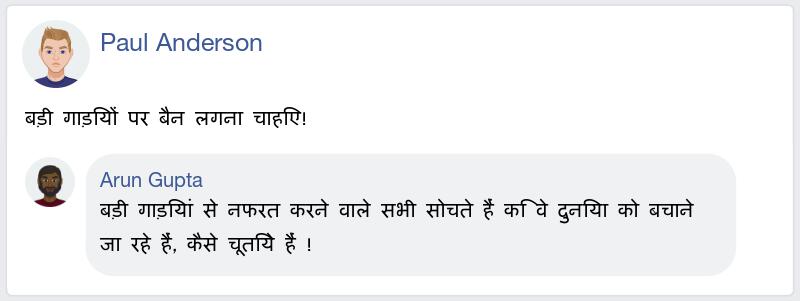 Paul Anderson
बड़ी गाड़ियों पर बैन लगना चाहिए!
Arun Gupta
बड़ी गाड़ियां से नफरत करने वाले सभी सोचते हैं कि वे दुनिया को बचाने
जा रहे हैं, कैसे चूतिये हैं !